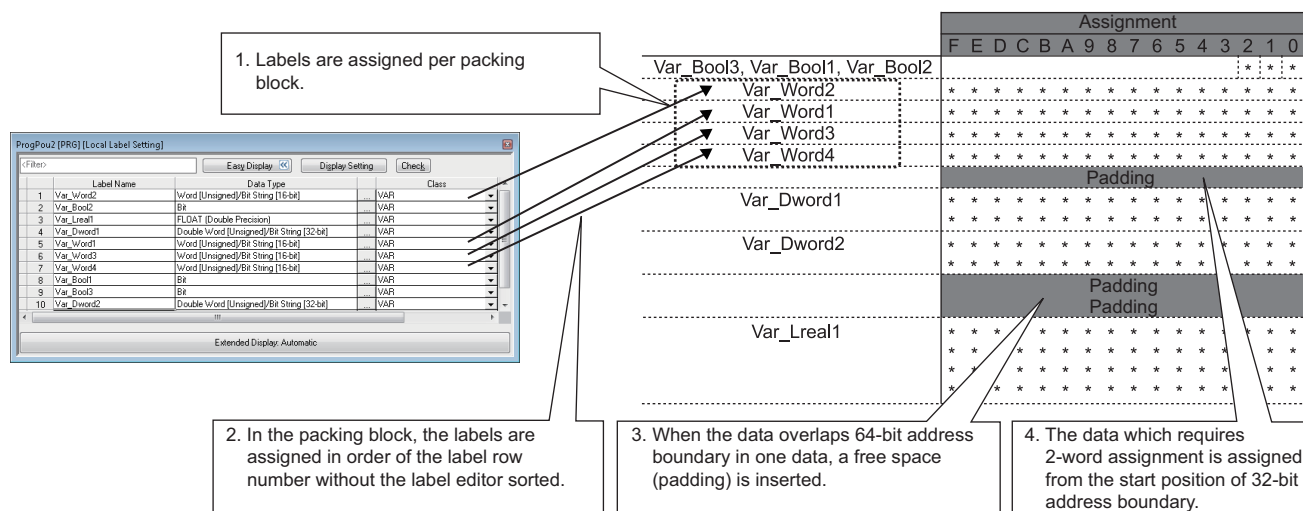 Assignment
F E D C B A 9 8 7 6 5 4 3 2 1 0
1. Labels are assigned per packing
block.
Var_Bool3, Var_Bool1, Var_Bool2 * * *
Var_Word2 * * * * * * * * * * * * * * * *
Var_Word1 * * * * * * * * * * * * * * * *
Var_Word3 * * * * * * * * * * * * * * * *
Var_Word4 * * * * * * * * * * * * * * * *
Padding
Var_Dword1 * * * * * * * * * * * * * * * *
* * * * * * * * * * * * * * * *
Var_Dword2 * * * * * * * * * * * * * * * *
* * * * * * * * * * * * * * * *
Padding
Padding
Var_Lreal1 * * * * * * * * * * * * * * * *
* * * * * * * * * * * * * * *
* * * * * * * * * * * * * * *
* * * * * * * * * * * * * * *
ProgPou2 [PRG] [Local Label Setting]
<Filter> Easy Display Display Setting Check
Label Name Data Type Class
1 Var_Word2 Word [Unsigned]/Bit String [16-bit] ... VAR
2 Var_Bool2 Bit ... VAR
3 Var_Lreal1 FLOAT (Double Precision) ... VAR
4 Var_Dword1 Double Word [Unsigned]/Bit String [32-bit] ... VAR
5 Var_Word1 Word [Unsigned]/Bit String [16-bit] ... VAR
6 Var_Word3 Word [Unsigned]/Bit String [16-bit] ... VAR
7 Var_Word4 Word [Unsigned]/Bit String [16-bit] ... VAR
8 Var_Bool1 Bit ... VAR
9 Var_Bool3 Bit ... VAR
10 Var_Dword2 Double Word [Unsigned]/Bit String [32-bit] ... VAR
Extended Display: Automatic
2. In the packing block, the labels are
assigned in order of the label row
number without the label editor sorted.
3. When the data overlaps 64-bit address
boundary in one data, a free space
(padding) is inserted.
4. The data which requires
2-word assignment is assigned
from the start position of 32-bit
address boundary.